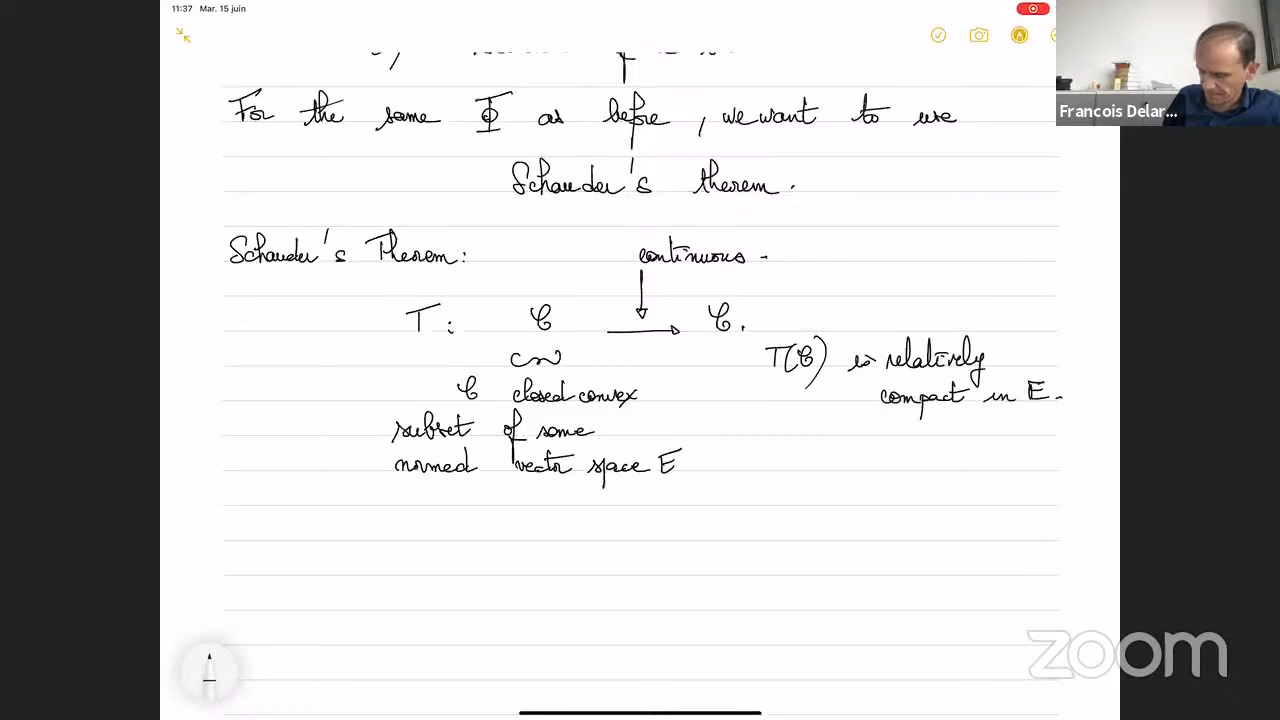 11:37 Mar. 15 juin
For the same Φ as before, we want to use
Schauder's theorem.
Schauder's Theorem: continuous.
T: C → C.
T(C) is relatively
C closed convex compact in E.
subset of some
normed vector space E
Francois Delar...
zoom